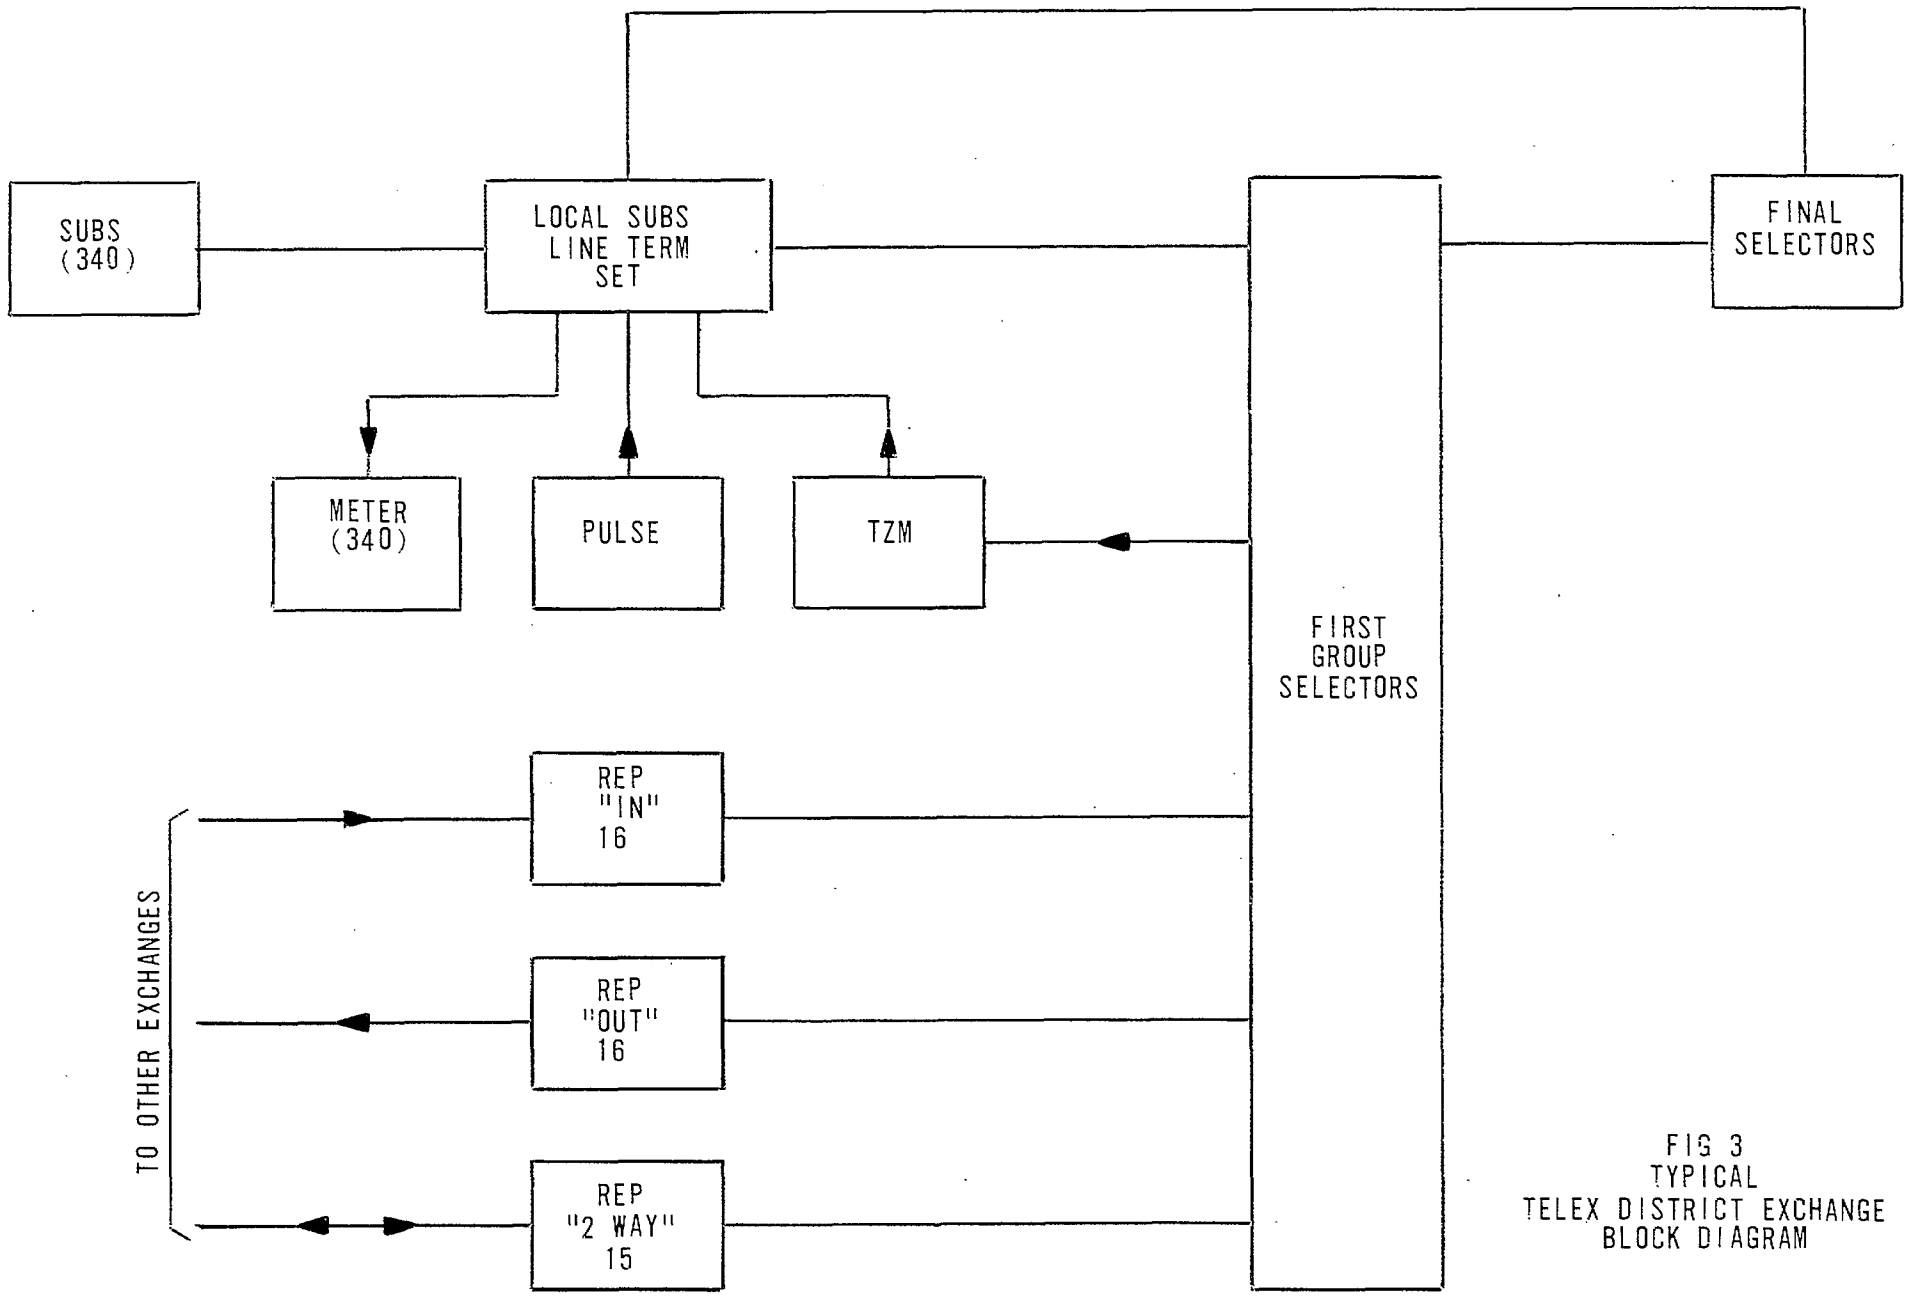 SUBS
(340)
LOCAL SUBS
LINE TERM
SET
FINAL
SELECTORS
METER
(340)
PULSE
TZM
FIRST
GROUP
SELECTORS
REP
"IN"
16
REP
"OUT"
16
REP
"2 WAY"
15
TO OTHER EXCHANGES
FIG 3
TYPICAL
TELEX DISTRICT EXCHANGE
BLOCK DIAGRAM